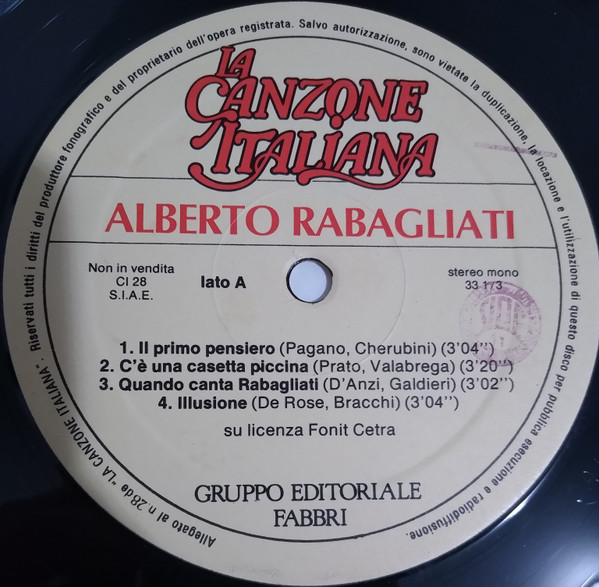 Riservati tutti i diritti del produttore fonografico e del proprietario dell'opera registrata. Salvo autorizzazione, sono vietate la duplicazione, la locazione e l'utilizzazione di questo disco per pubblica esecuzione e radiodiffusione.
LA
CANZONE
ITALIANA
ALBERTO RABAGLIATI
Non in vendita
CI 28
S.I.A.E.
lato A
stereo mono
33 1/3
1. Il primo pensiero (Pagano, Cherubini) (3'04'')
2. C'è una casetta piccina (Prato, Valabrega) (3'20'')
3. Quando canta Rabagliati (D'Anzi, Galdieri) (3'02'')
4. Illusione (De Rose, Bracchi) (3'04'')
su licenza Fonit Cetra
GRUPPO EDITORIALE
FABBRI
Allegato al n. 28 de "LA CANZONE ITALIANA".